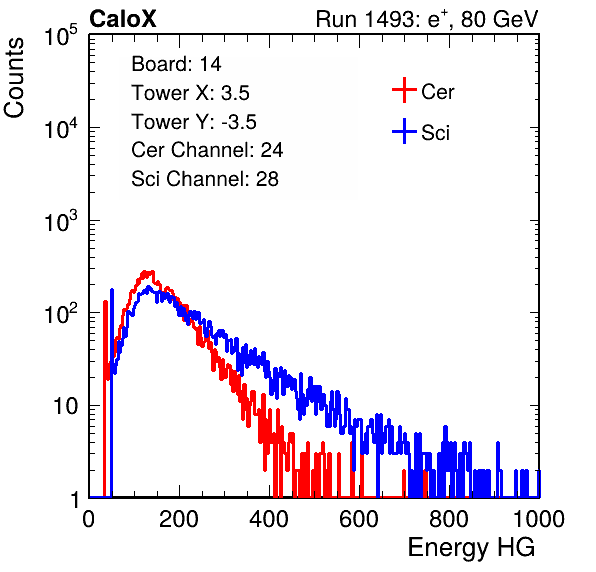 CaloX Run 1493: e⁺, 80 GeV
Counts
Board: 14
Tower X: 3.5
Tower Y: -3.5
Cer Channel: 24
Sci Channel: 28
Cer
Sci
10⁵
10⁴
10³
10²
10
1
0 200 400 600 800 1000
Energy HG